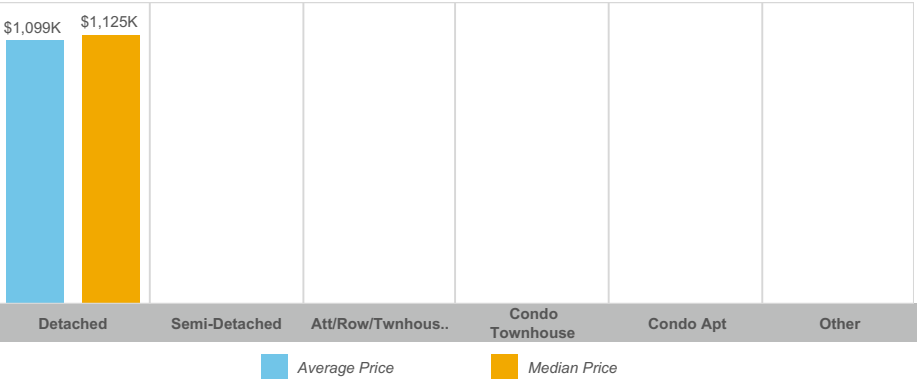 $1,099K
$1,125K
Detached
Semi-Detached
Att/Row/Twnhous..
Condo
Townhouse
Condo Apt
Other
Average Price
Median Price